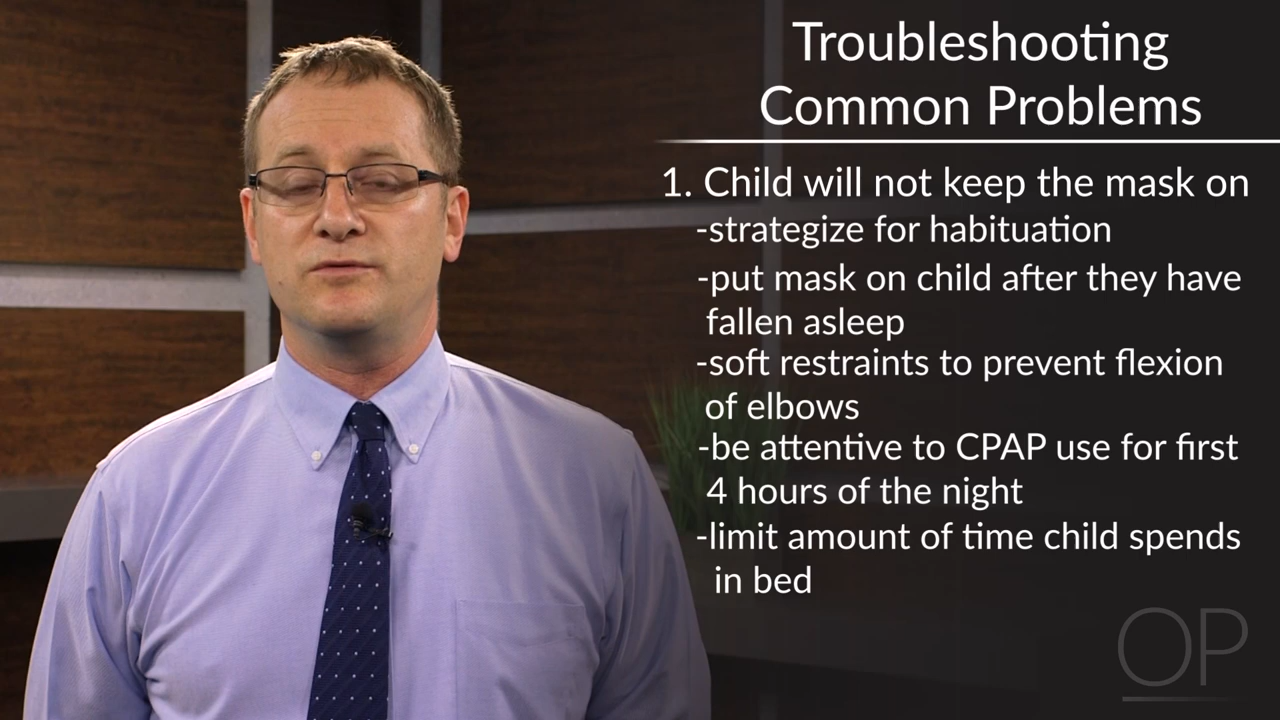 Troubleshooting
Common Problems
1. Child will not keep the mask on
-strategize for habituation
-put mask on child after they have
fallen asleep
-soft restraints to prevent flexion
of elbows
-be attentive to CPAP use for first
4 hours of the night
-limit amount of time child spends
in bed
OP